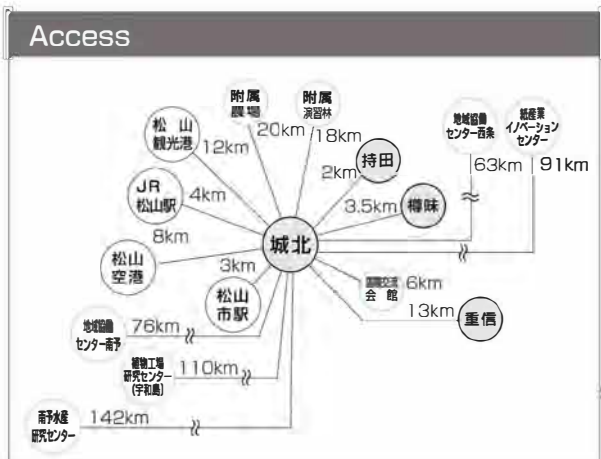 Access
附属
農場
20km
附属
演習林
18km
松山
観光港
12km
持田
2km
地域協働
センター西条
63km
紙産業
イノベーション
センター
91km
JR
松山駅
4km
樽味
3.5km
城北
松山
空港
8km
松山
市駅
3km
国際交流
会館
6km
重信
13km
地域協働
センター南予
76km
植物工場
研究センター
(宇和島)
110km
南予水産
研究センター
142km